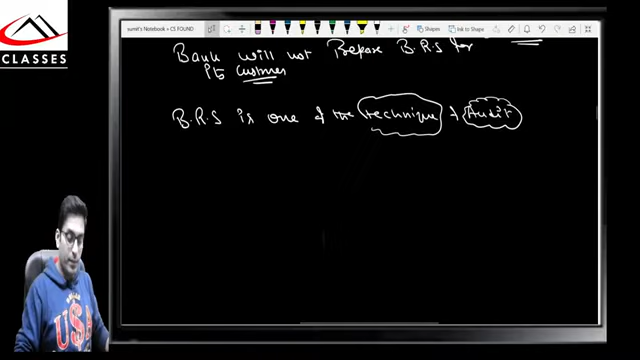 CLASSES
sumit's Notebook » CS FOUND
Shapes
Ink to Shape
Bank will not Prepare B.R.S for
its Customer
B.R.S is one of the technique of Audit
USA